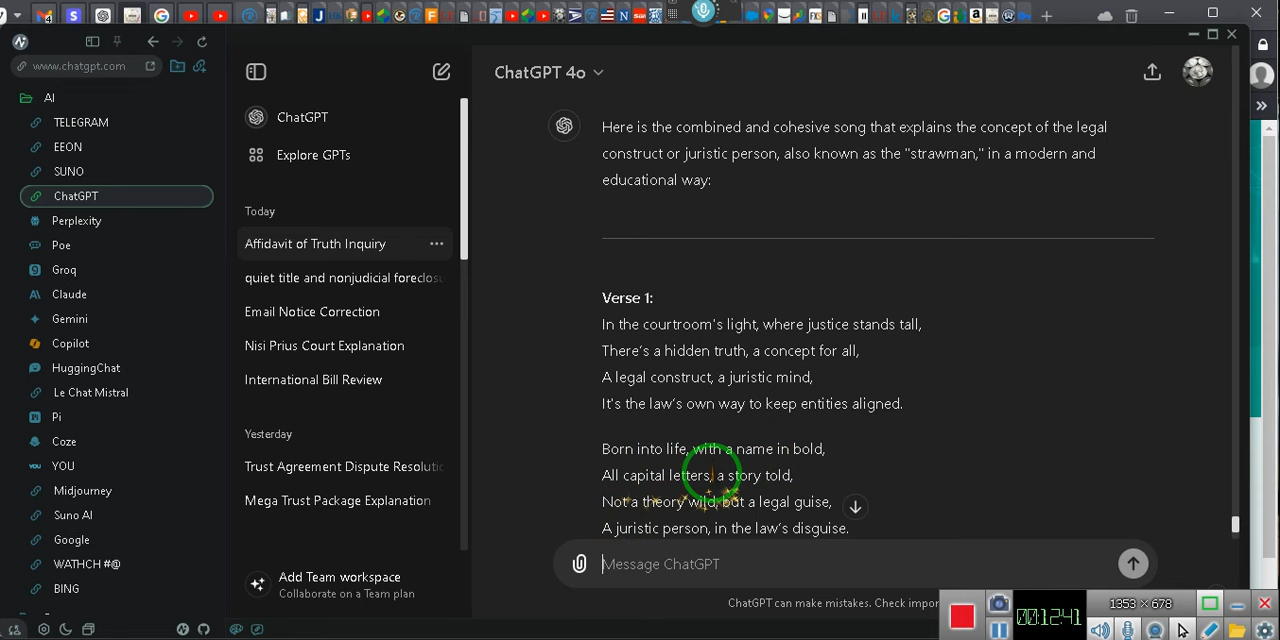 www.chatgpt.com
AI
TELEGRAM
EEON
SUNO
ChatGPT
Perplexity
Poe
Groq
Claude
Gemini
Copilot
HuggingChat
Le Chat Mistral
Pi
Coze
YOU
Midjourney
Suno AI
Google
WATHCH #@
BING
ChatGPT
Explore GPTs
Today
Affidavit of Truth Inquiry
quiet title and nonjudicial foreclosu
Email Notice Correction
Nisi Prius Court Explanation
International Bill Review
Yesterday
Trust Agreement Dispute Resolutio
Mega Trust Package Explanation
Add Team workspace
Collaborate on a Team plan
ChatGPT 4o
Here is the combined and cohesive song that explains the concept of the legal
construct or juristic person, also known as the "strawman," in a modern and
educational way:
Verse 1:
In the courtroom's light, where justice stands tall,
There's a hidden truth, a concept for all,
A legal construct, a juristic mind,
It's the law's own way to keep entities aligned.
Born into life, with a name in bold,
All capital letters, a story told,
Not a theory wild, but a legal guise,
A juristic person, in the law's disguise.
Message ChatGPT
ChatGPT can make mistakes. Check impor
00:12:41
1353 × 678